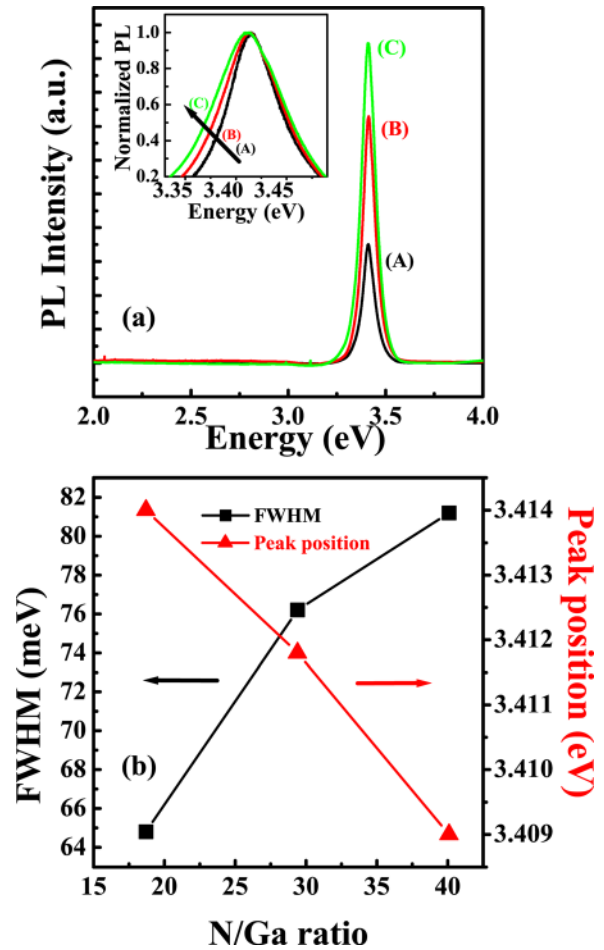 PL Intensity (a.u.)
Normalized PL
1.0
0.8
0.6
0.4
0.2
(C)
(B)
(A)
3.35
3.40
3.45
Energy (eV)
(C)
(B)
(A)
(a)
2.0
2.5
3.0
3.5
4.0
Energy (eV)
FWHM (meV)
82
80
78
76
74
72
70
68
66
64
FWHM
Peak position
(b)
3.414
3.413
3.412
3.411
3.410
3.409
Peak position (eV)
15
20
25
30
35
40
N/Ga ratio